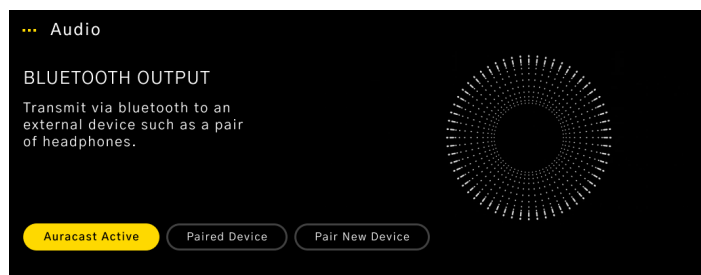 Audio
BLUETOOTH OUTPUT
Transmit via bluetooth to an
external device such as a pair
of headphones.
Auracast Active
Paired Device
Pair New Device